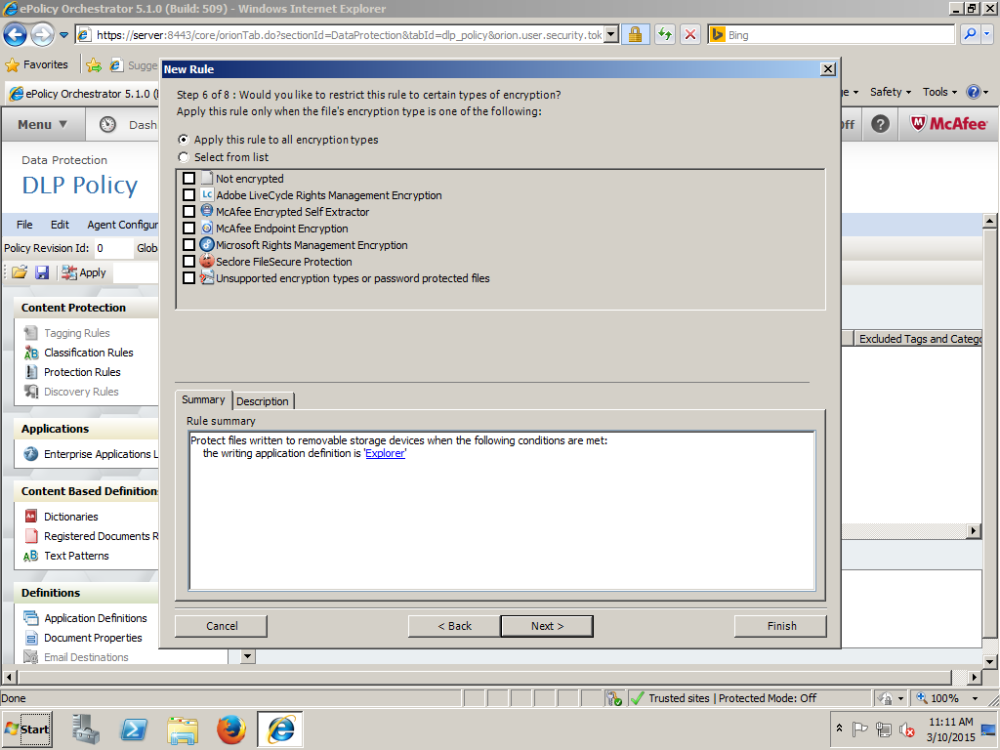 ePolicy Orchestrator 5.1.0 (Build: 509) - Windows Internet Explorer
https://server:8443/core/orionTab.do?sectionId=DataProtection&tabId=dlp_policy&orion.user.security.tok
Bing
Favorites
Sugge
ePolicy Orchestrator 5.1.0 (
Safety
Tools
Menu
Dash
off
McAfee
Data Protection
DLP Policy
File
Edit
Agent Configur
Policy Revision Id:
0
Glob
Apply
Content Protection
Tagging Rules
Classification Rules
Protection Rules
Discovery Rules
Applications
Enterprise Applications L
Content Based Definition
Dictionaries
Registered Documents R
Text Patterns
Definitions
Application Definitions
Document Properties
Email Destinations
New Rule
Step 6 of 8 : Would you like to restrict this rule to certain types of encryption?
Apply this rule only when the file's encryption type is one of the following:
Apply this rule to all encryption types
Select from list
Not encrypted
LC Adobe LiveCycle Rights Management Encryption
McAfee Encrypted Self Extractor
McAfee Endpoint Encryption
Microsoft Rights Management Encryption
Seclore FileSecure Protection
Unsupported encryption types or password protected files
Summary
Description
Rule summary
Protect files written to removable storage devices when the following conditions are met:
the writing application definition is 'Explorer'
Cancel
< Back
Next >
Finish
Excluded Tags and Catego
Done
Trusted sites | Protected Mode: Off
100%
Start
11:11 AM
3/10/2015